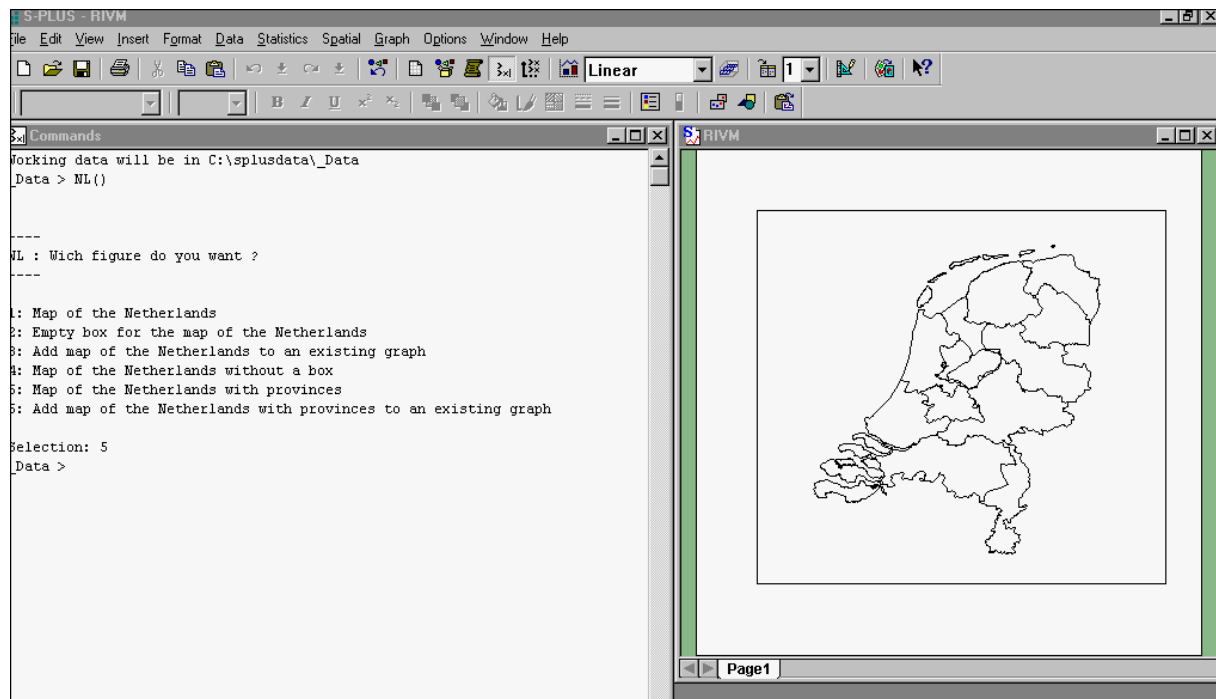 S-PLUS - RIVM
ile Edit View Insert Format Data Statistics Spatial Graph Options Window Help
Linear
1
B I U x² x₂
Commands
Working data will be in C:\splusdata\_Data
_Data > NL()
----
NL : Wich figure do you want ?
----
1: Map of the Netherlands
2: Empty box for the map of the Netherlands
3: Add map of the Netherlands to an existing graph
4: Map of the Netherlands without a box
5: Map of the Netherlands with provinces
6: Add map of the Netherlands with provinces to an existing graph
Selection: 5
_Data >
RIVM
Page1